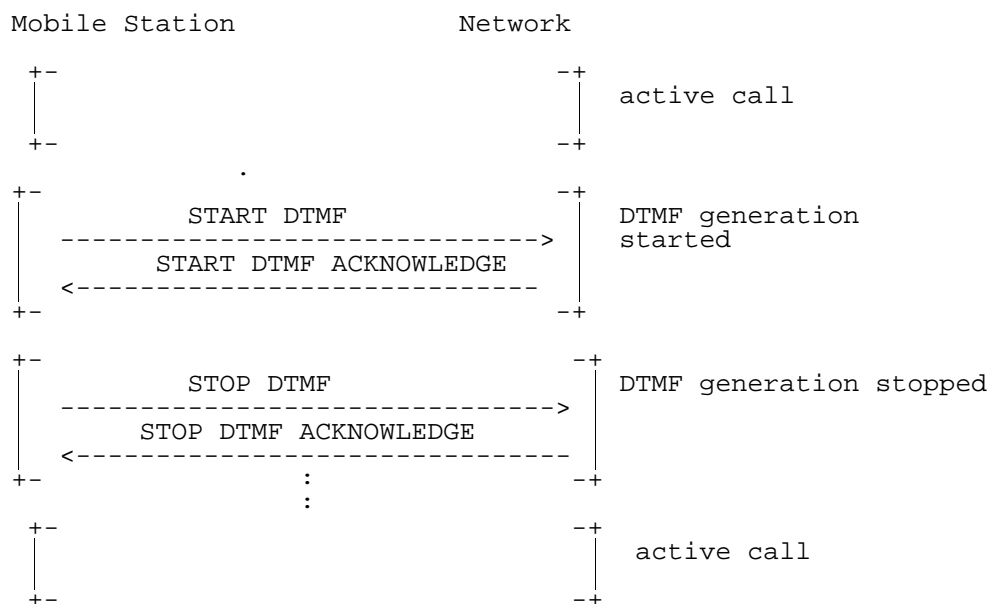 Mobile Station Network
active call
.
START DTMF DTMF generation
-----------------------------> started
START DTMF ACKNOWLEDGE
<-----------------------------
STOP DTMF DTMF generation stopped
------------------------------->
STOP DTMF ACKNOWLEDGE
<-------------------------------
:
:
active call